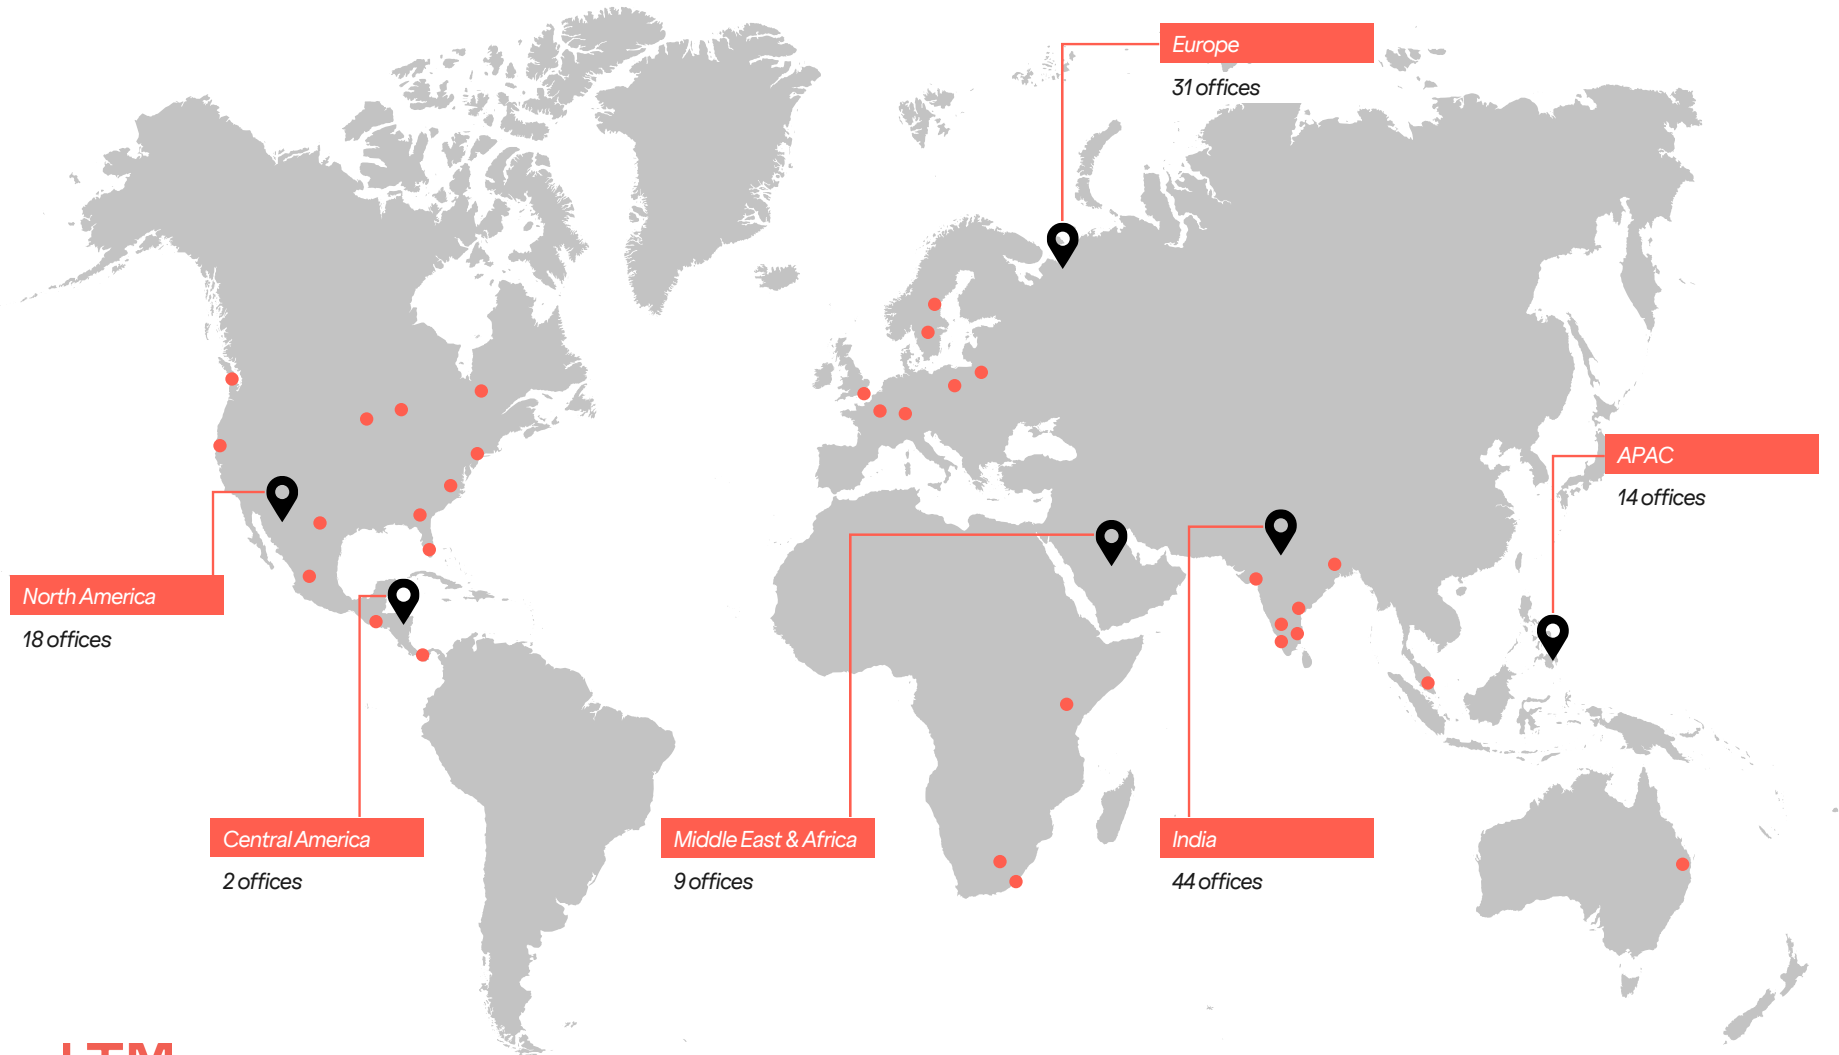 Europe
31 offices
APAC
14 offices
North America
18 offices
Central America
2 offices
Middle East & Africa
9 offices
India
44 offices
LTM